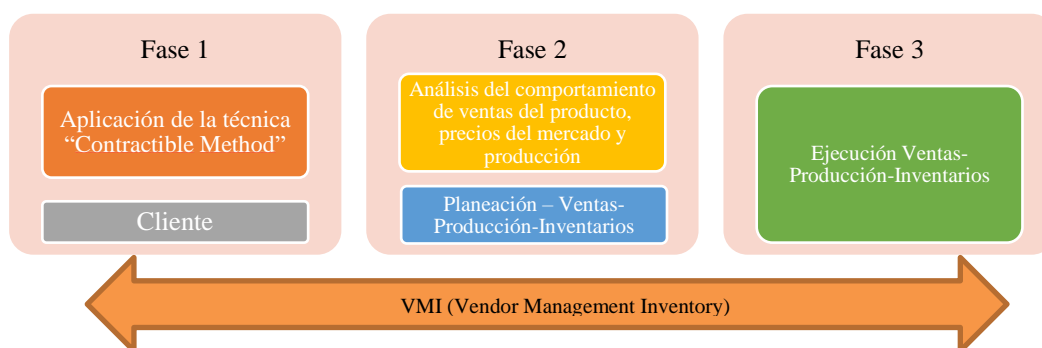 Fase 1
Aplicación de la técnica
“Contractible Method”
Cliente
Fase 2
Análisis del comportamiento
de ventas del producto,
precios del mercado y
producción
Planeación – Ventas-
Producción-Inventarios
Fase 3
Ejecución Ventas-
Producción-Inventarios
VMI (Vendor Management Inventory)